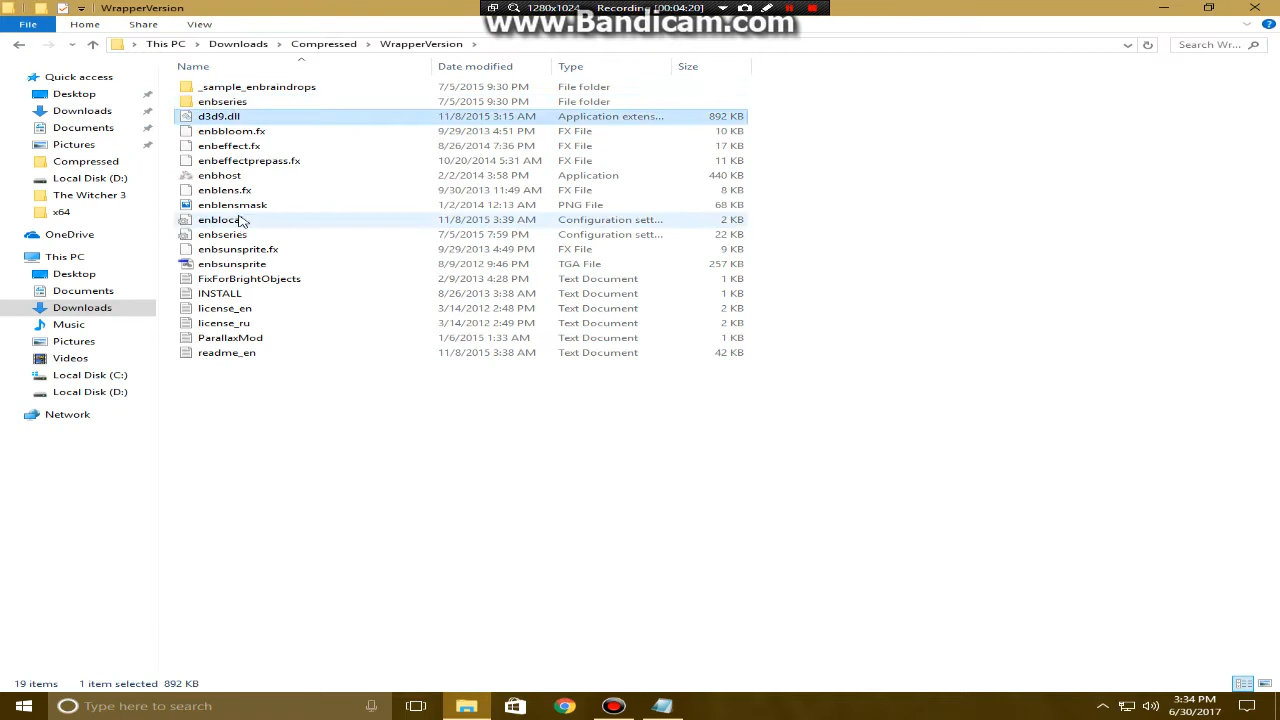 WrapperVersion
1280x1024 Recording [00:04:20]
www.Bandicam.com
File Home Share View
This PC Downloads Compressed WrapperVersion
Search Wr...
Name Date modified Type Size
Quick access
Desktop
Downloads
Documents
Pictures
Compressed
Local Disk (D:)
The Witcher 3
x64
OneDrive
This PC
Desktop
Documents
Downloads
Music
Pictures
Videos
Local Disk (C:)
Local Disk (D:)
Network
_sample_enbraindrops 7/5/2015 9:30 PM File folder
enbseries 7/5/2015 9:30 PM File folder
d3d9.dll 11/8/2015 3:15 AM Application extens... 892 KB
enbbloom.fx 9/29/2013 4:51 PM FX File 10 KB
enbeffect.fx 8/26/2014 7:36 PM FX File 17 KB
enbeffectprepass.fx 10/20/2014 5:31 AM FX File 11 KB
enbhost 2/2/2014 3:58 PM Application 440 KB
enblens.fx 9/30/2013 11:49 AM FX File 8 KB
enblensmask 1/2/2014 12:13 AM PNG File 68 KB
11/8/2015 3:39 AM Configuration sett... 2 KB
enbseries 7/5/2015 7:59 PM Configuration sett... 22 KB
enbsunsprite.fx 9/29/2013 4:49 PM FX File 9 KB
enbsunsprite 8/9/2012 9:46 PM TGA File 257 KB
FixForBrightObjects 2/9/2013 4:28 PM Text Document 1 KB
INSTALL 8/26/2013 3:38 AM Text Document 1 KB
license_en 3/14/2012 2:48 PM Text Document 2 KB
license_ru 3/14/2012 2:49 PM Text Document 2 KB
ParallaxMod 1/6/2015 1:33 AM Text Document 1 KB
readme_en 11/8/2015 3:38 AM Text Document 42 KB
19 items 1 item selected 892 KB
Type here to search
3:34 PM
6/30/2017